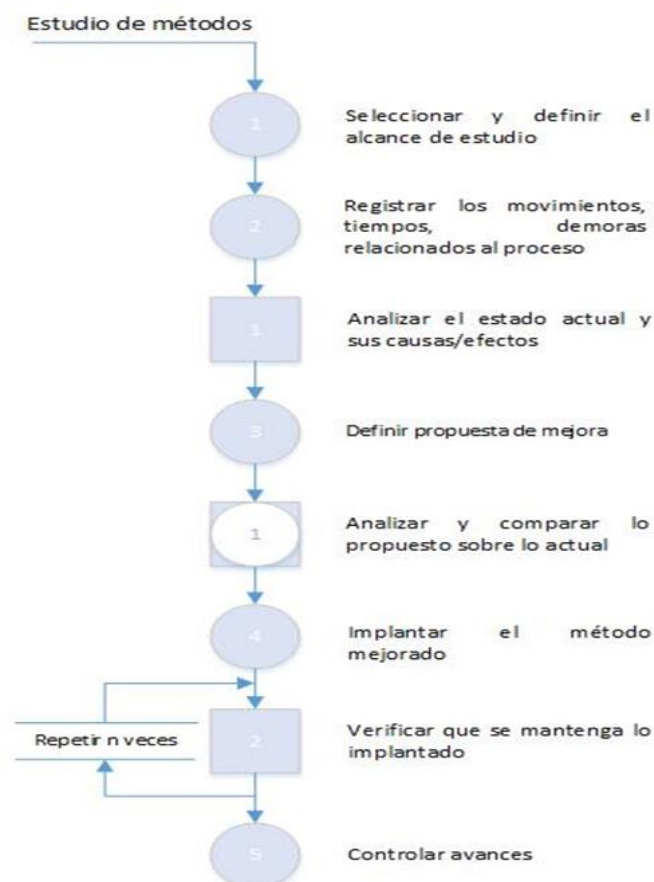 Estudio de métodos
1
Seleccionar y definir el
alcance de estudio
2
Registrar los movimientos,
tiempos, demoras
relacionados al proceso
1
Analizar el estado actual y
sus causas/efectos
3
Definir propuesta de mejora
1
Analizar y comparar lo
propuesto sobre lo actual
4
Implantar el método
mejorado
Repetir n veces
2
Verificar que se mantenga lo
implantado
5
Controlar avances